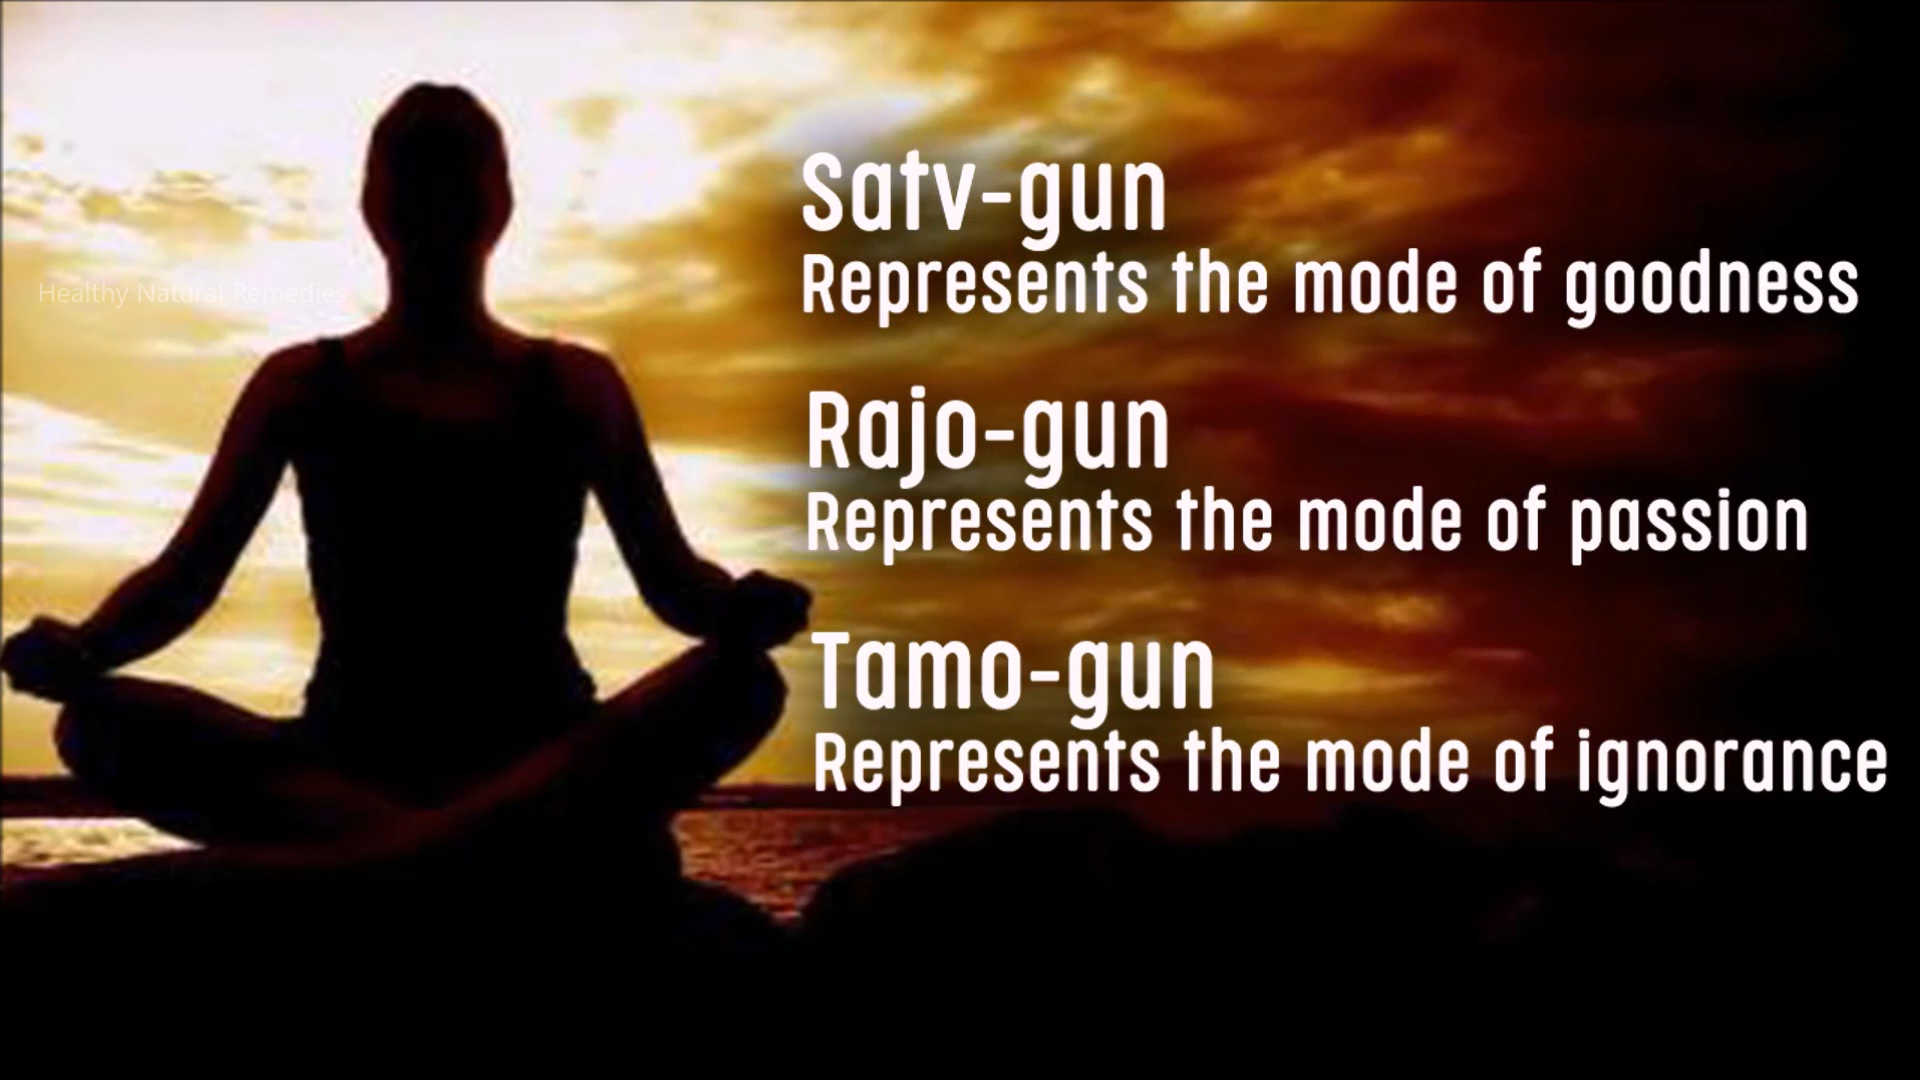 Satv-gun
Represents the mode of goodness
Healthy Natural Remedies
Rajo-gun
Represents the mode of passion
Tamo-gun
Represents the mode of ignorance